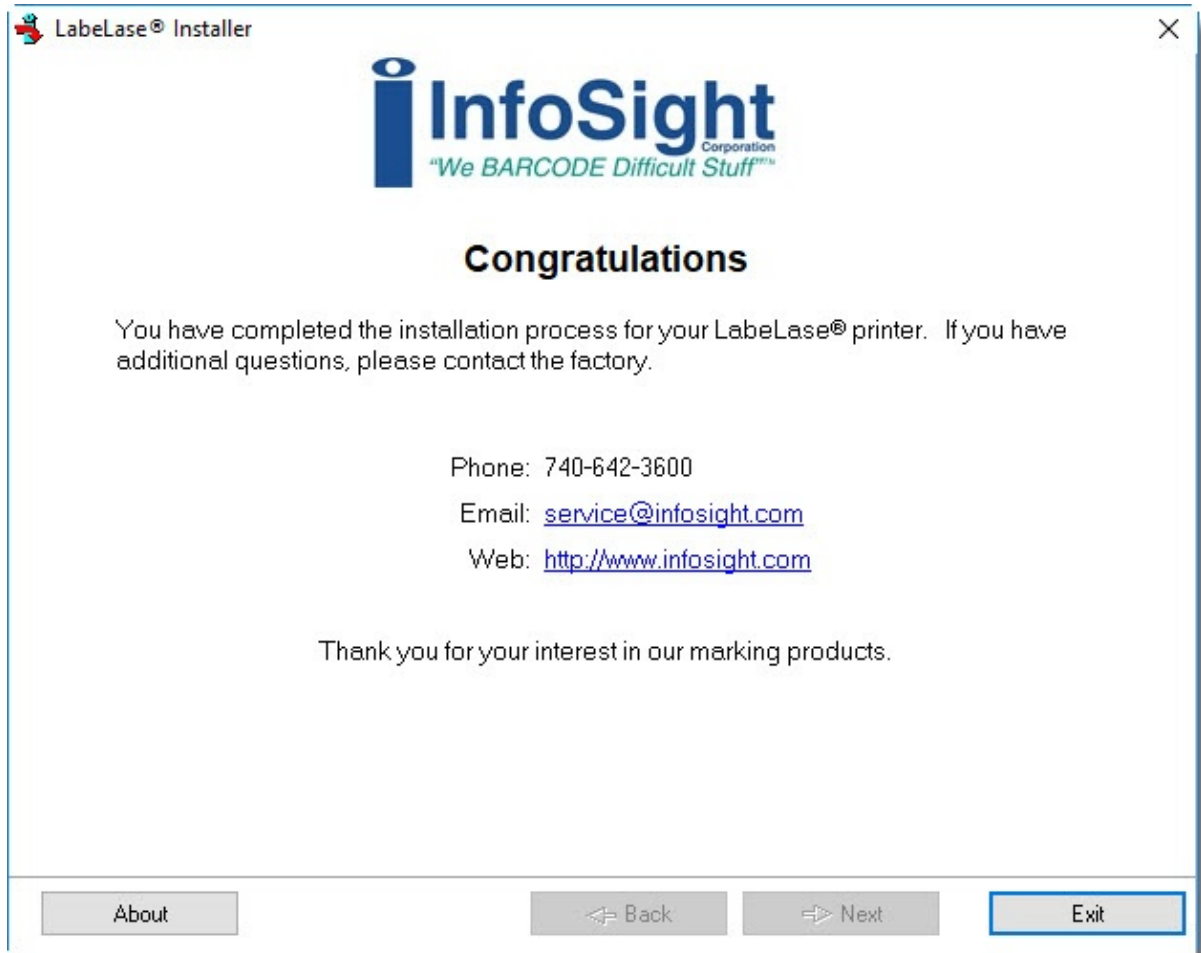 LabeLase® Installer
InfoSight
Corporation
“We BARCODE Difficult Stuff”™
Congratulations
You have completed the installation process for your LabeLase® printer. If you have
additional questions, please contact the factory.
Phone: 740-642-3600
Email: service@infosight.com
Web: http://www.infosight.com
Thank you for your interest in our marking products.
About
Back
Next
Exit